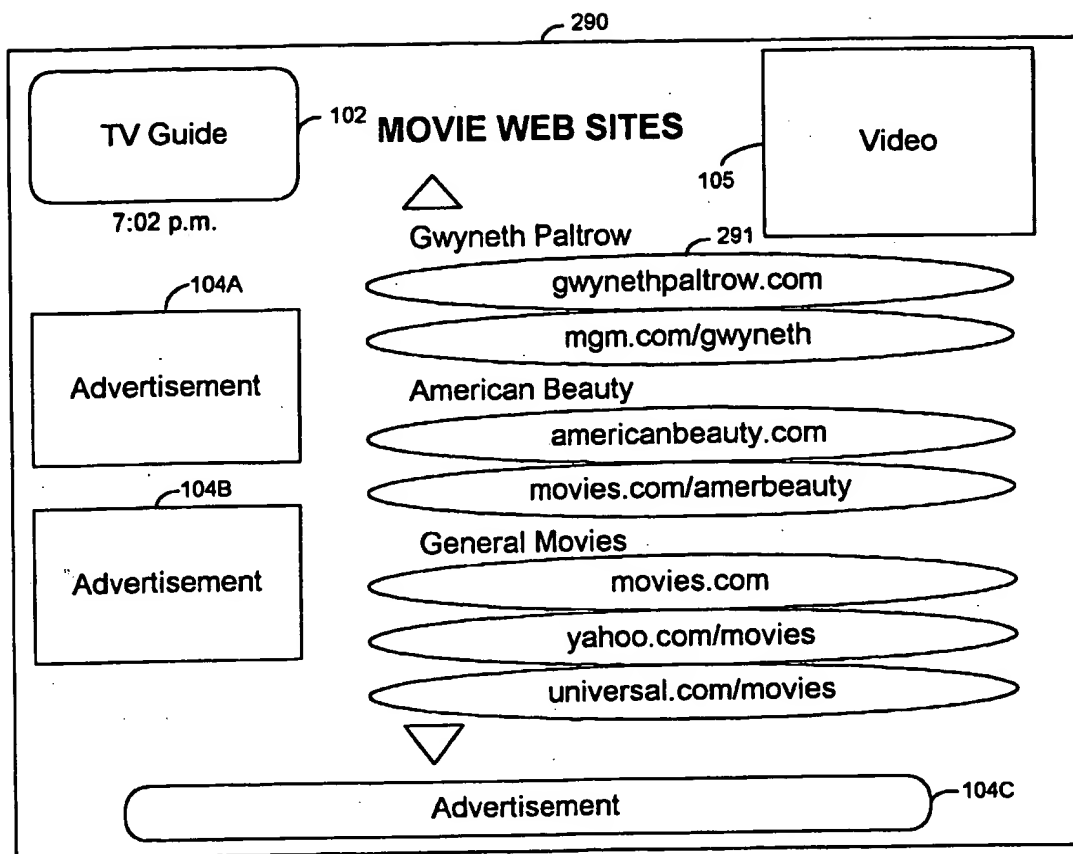 290
TV Guide
102
MOVIE WEB SITES
Video
105
7:02 p.m.
Gwyneth Paltrow
291
gwynethpaltrow.com
mgm.com/gwyneth
104A
Advertisement
American Beauty
americanbeauty.com
movies.com/amerbeauty
104B
Advertisement
General Movies
movies.com
yahoo.com/movies
universal.com/movies
Advertisement
104C